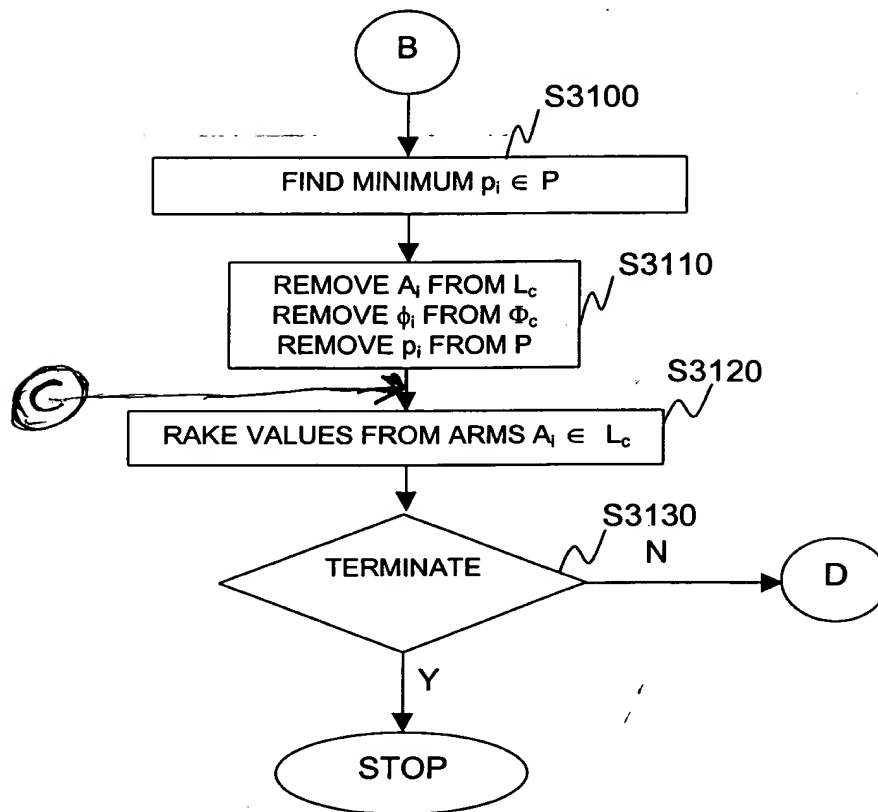 B
S3100
FIND MINIMUM pᵢ ∈ P
S3110
REMOVE Aᵢ FROM L꜀
REMOVE ϕᵢ FROM Φ꜀
REMOVE pᵢ FROM P
C
S3120
RAKE VALUES FROM ARMS Aᵢ ∈ L꜀
S3130
TERMINATE
N
D
Y
STOP